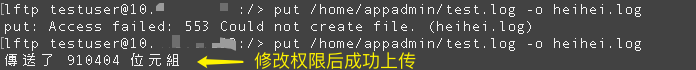 [lftp testuser@10. :/> put /home/appadmin/test.log -o heihei.log
put: Access failed: 553 Could not create file. (heihei.log)
[lftp testuser@10. :/> put /home/appadmin/test.log -o heihei.log
傳送了 910404 位元組 修改权限后成功上传